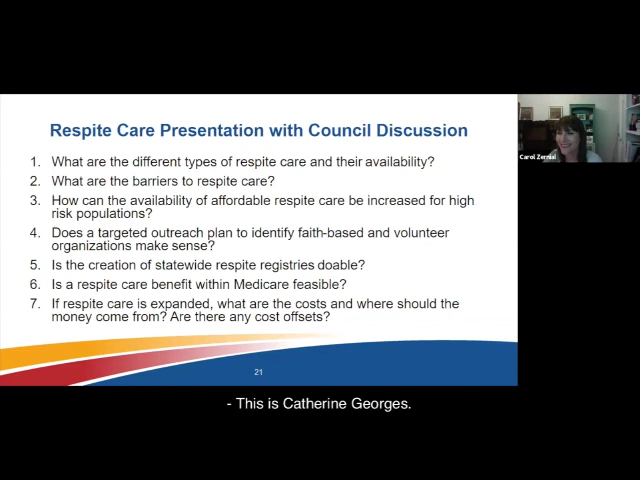 Respite Care Presentation with Council Discussion
1. What are the different types of respite care and their availability?
2. What are the barriers to respite care?
3. How can the availability of affordable respite care be increased for high
risk populations?
4. Does a targeted outreach plan to identify faith-based and volunteer
organizations make sense?
5. Is the creation of statewide respite registries doable?
6. Is a respite care benefit within Medicare feasible?
7. If respite care is expanded, what are the costs and where should the
money come from? Are there any cost offsets?
21
Carol Zernial
- This is Catherine Georges.